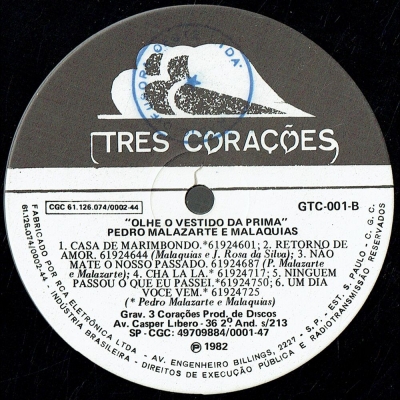 TRES CORAÇÕES
CGC 61.126.074/0002-44
GTC-001-B
"OLHE O VESTIDO DA PRIMA"
PEDRO MALAZARTE E MALAQUIAS
1. CASA DE MARIMBONDO.*61924601; 2. RETORNO DE
AMOR. 61924644 (Malaquias e J. Rosa da Silva); 3. NAO
MATE O NOSSO PASSADO. 61924687 (P. Malazarte
e Malazarte); 4. CHA LA LA.* 61924717; 5. NINGUEM
PASSOU O QUE EU PASSEI.*61924750; 6. UM DIA
VOCE VEM.* 61924725
(* Pedro Malazarte e Malaquias)
Grav. 3 Corações Prod. de Discos
Av. Casper Libero - 36 2º And. s/213
SP - CGC: 49709884/0001-47
℗ 1982
FABRICADO POR RCA ELETRÔNICA LTDA - AV. ENGENHEIRO BILLINGS, 2227 - S.P. - EST. S. PAULO - C.G.C.
61.126.074/0002-44 - INDÚSTRIA BRASILEIRA - DIREITOS DE EXECUÇÃO PÚBLICA E RADIOTRANSMISSÃO RESERVADOS